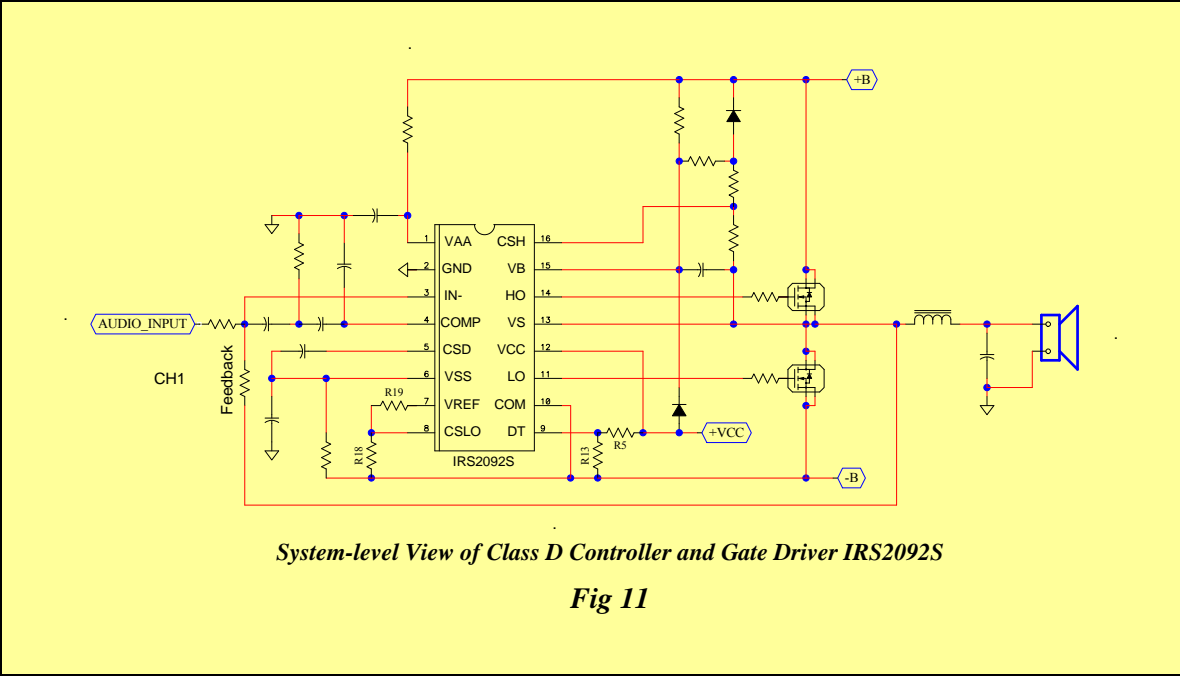 +B
1 VAA CSH 16
2 GND VB 15
3 IN- HO 14
AUDIO_INPUT
4 COMP VS 13
5 CSD VCC 12
CH1
Feedback
6 VSS LO 11
R19
7 VREF COM 10
8 CSLO DT 9
+VCC
R18
R13
R5
IRS2092S
-B
System-level View of Class D Controller and Gate Driver IRS2092S
Fig 11